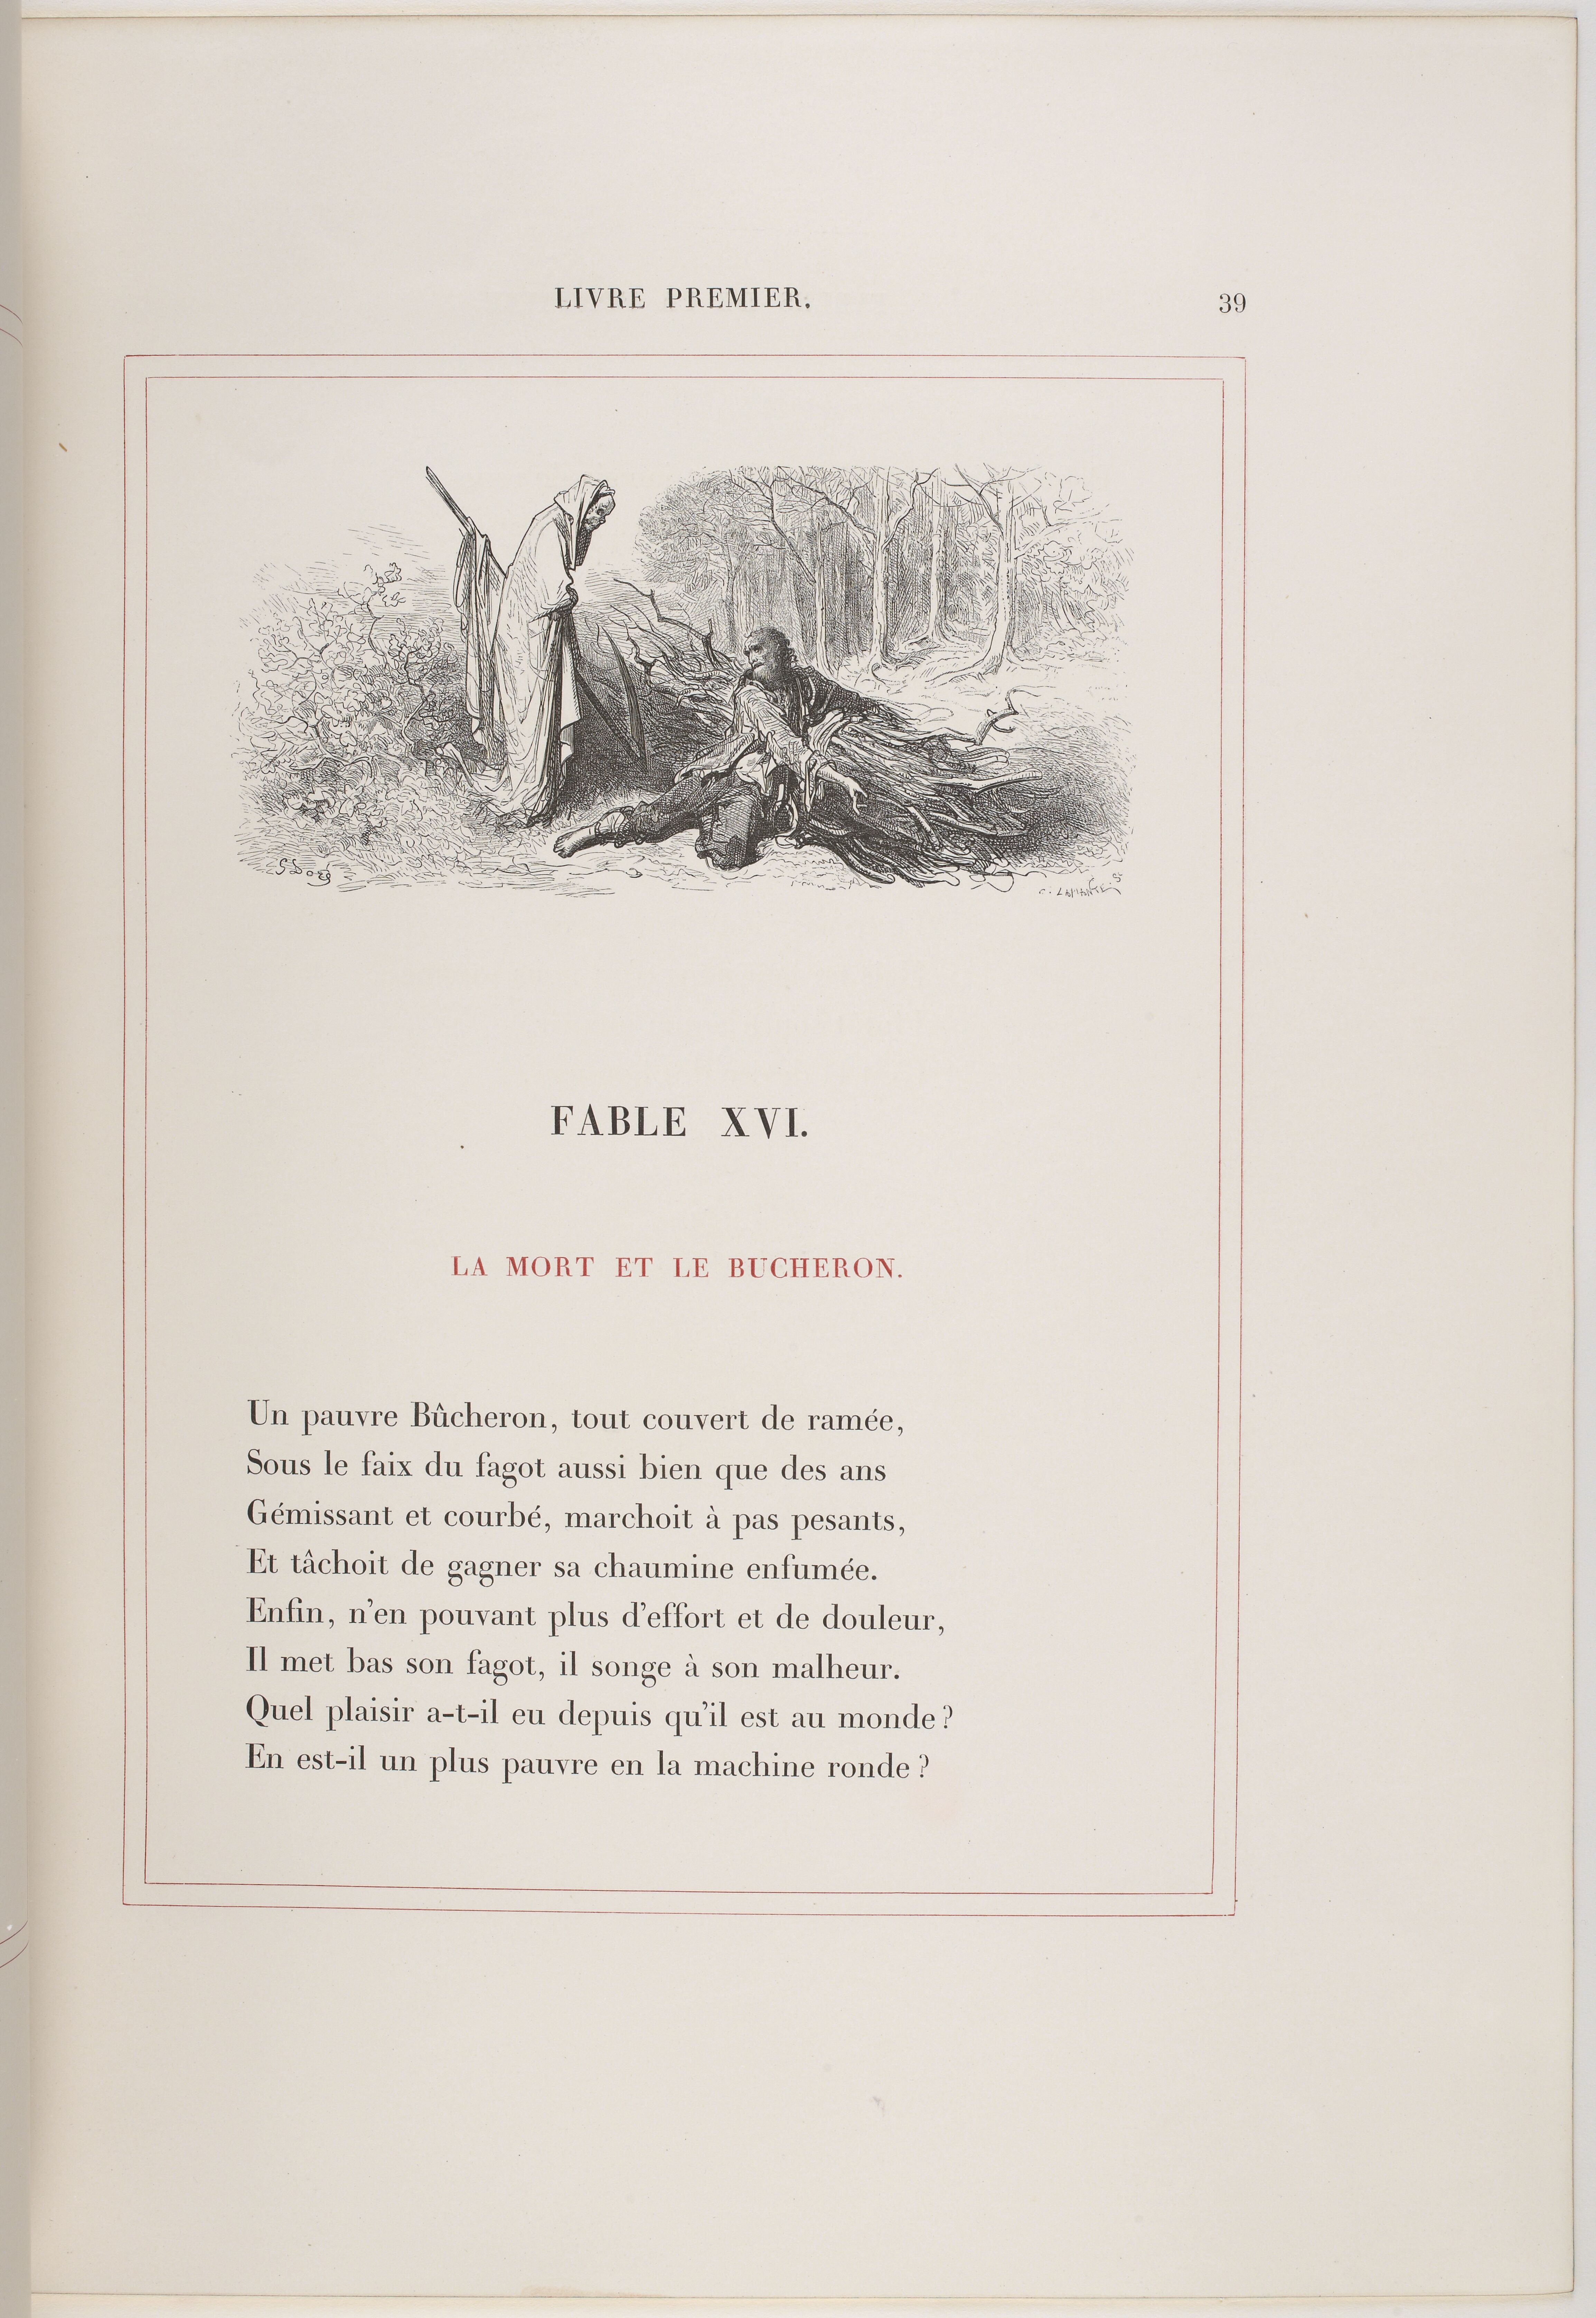 LIVRE PREMIER.
39
G Doré
FABLE XVI.
LA MORT ET LE BUCHERON.
Un pauvre Bûcheron, tout couvert de ramée,
Sous le faix du fagot aussi bien que des ans
Gémissant et courbé, marchoit à pas pesants,
Et tâchoit de gagner sa chaumine enfumée.
Enfin, n'en pouvant plus d'effort et de douleur,
Il met bas son fagot, il songe à son malheur.
Quel plaisir a-t-il eu depuis qu'il est au monde ?
En est-il un plus pauvre en la machine ronde ?